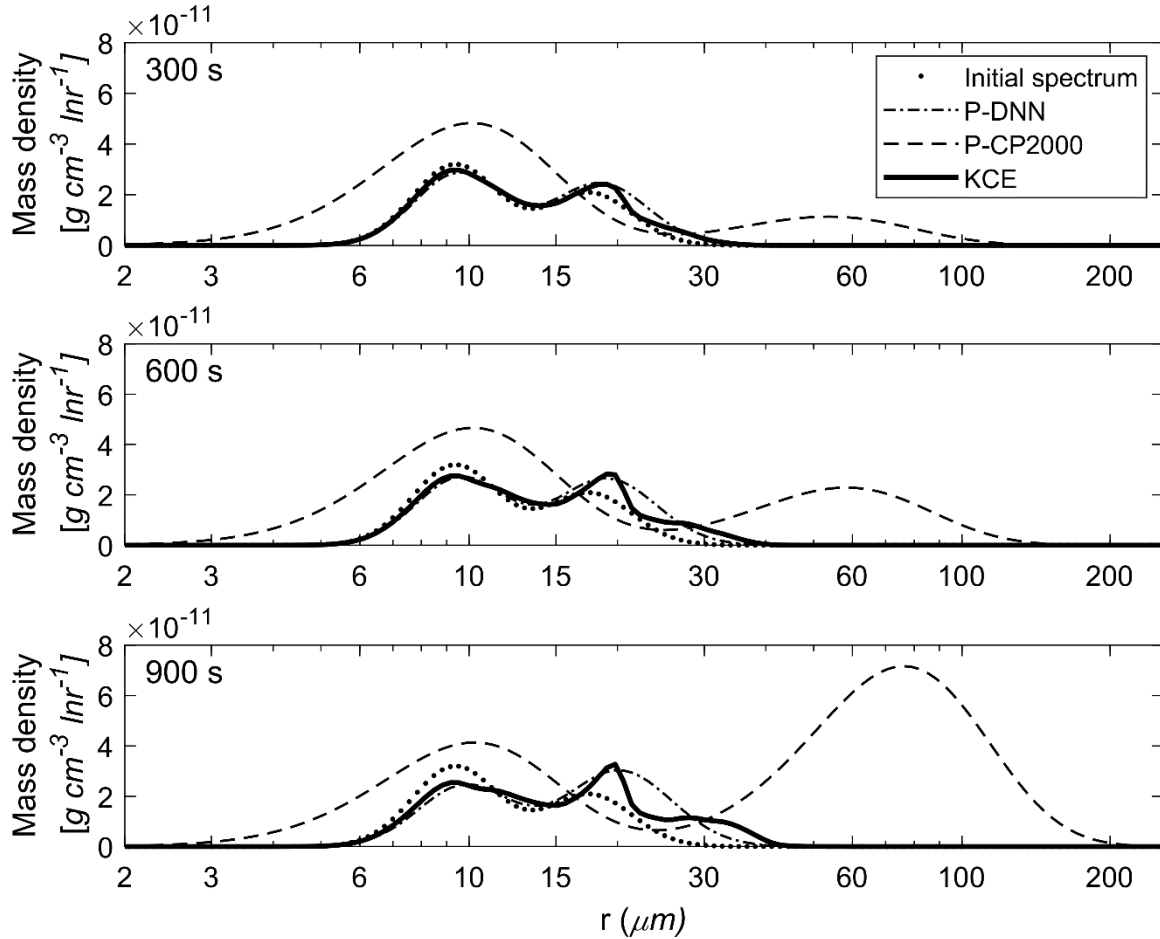 ×10⁻¹¹
8
6
4
2
0
Mass density
[g cm⁻³ lnr⁻¹]
300 s
Initial spectrum
P-DNN
P-CP2000
KCE
2 3 6 10 15 30 60 100 200
×10⁻¹¹
8
6
4
2
0
Mass density
[g cm⁻³ lnr⁻¹]
600 s
2 3 6 10 15 30 60 100 200
×10⁻¹¹
8
6
4
2
0
Mass density
[g cm⁻³ lnr⁻¹]
900 s
2 3 6 10 15 30 60 100 200
r (μm)